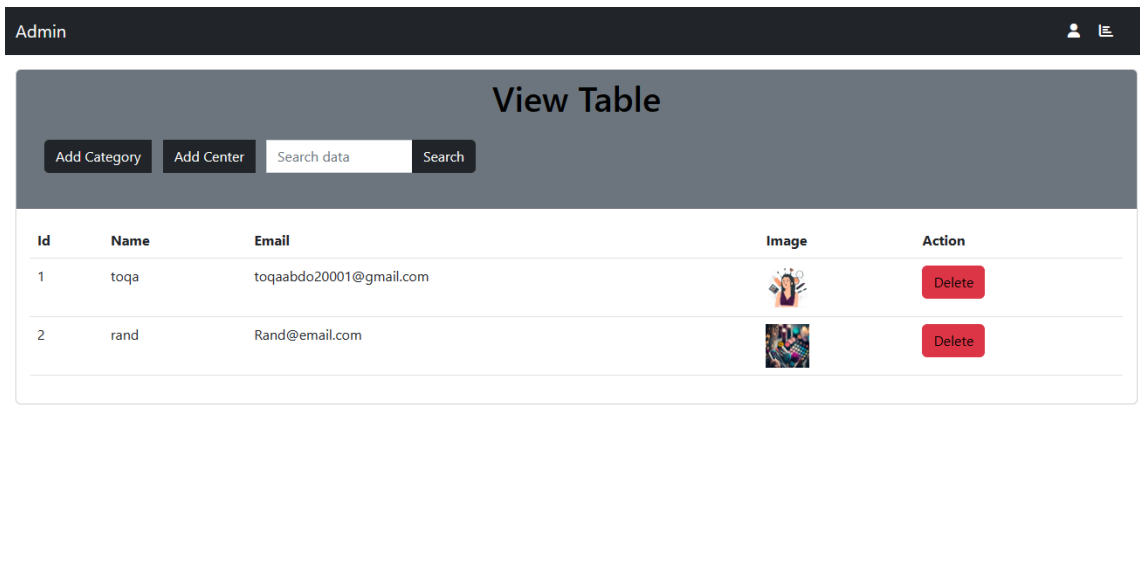 Admin
View Table
Add Category Add Center Search data Search
Id Name Email Image Action
1 toqa toqaabdo20001@gmail.com Delete
2 rand Rand@email.com Delete